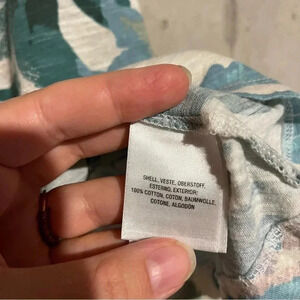 SHELL, VESTE, OBERSTOFF,
ESTERNO, EXTERIOR:
100% COTTON, COTON, BAUMWOLLE,
COTONE, ALGODÓN